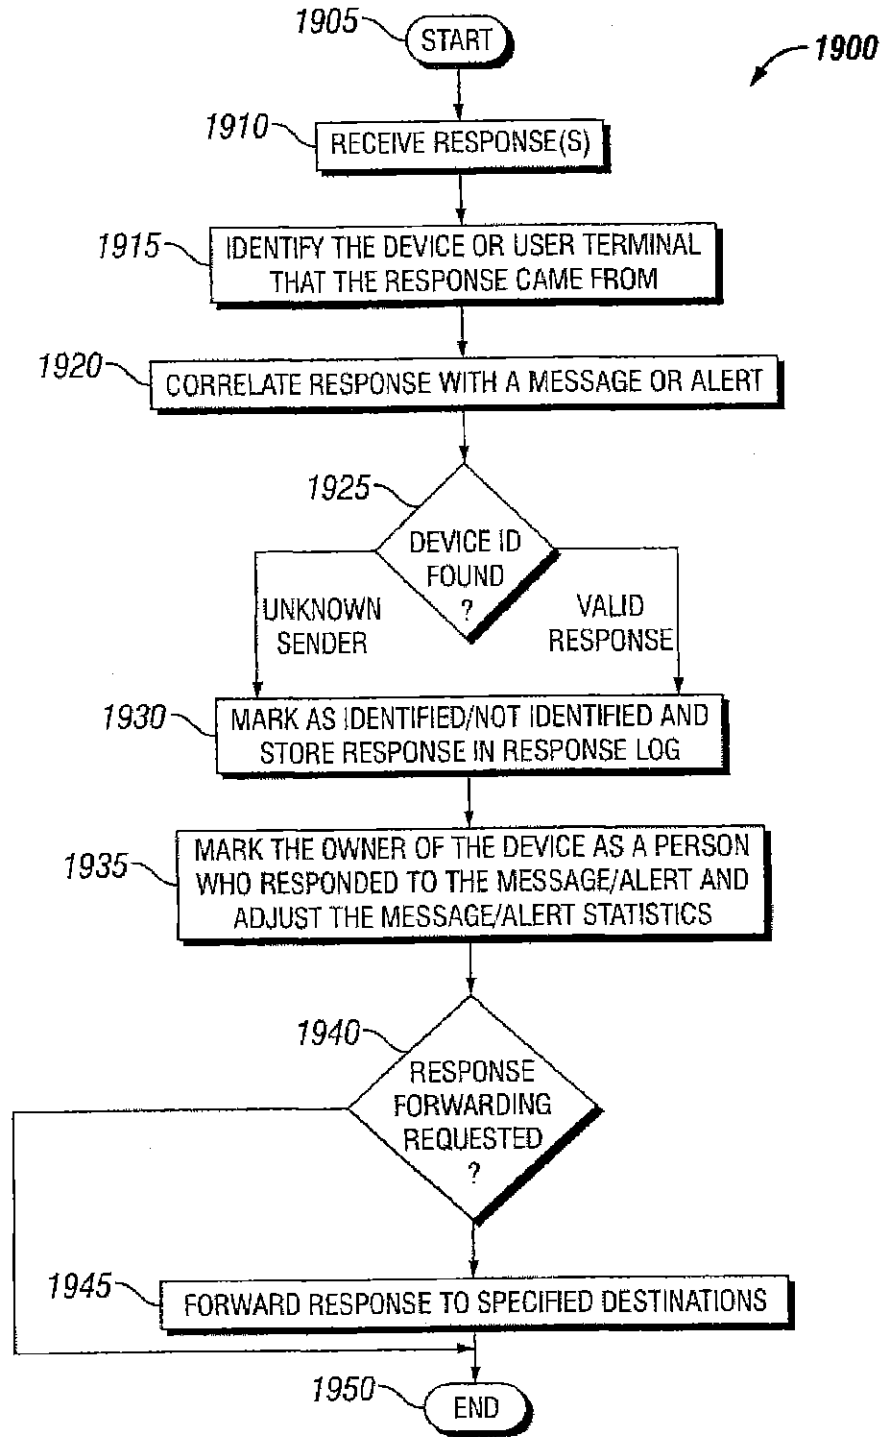 1905
START
1900
1910
RECEIVE RESPONSE(S)
1915
IDENTIFY THE DEVICE OR USER TERMINAL
THAT THE RESPONSE CAME FROM
1920
CORRELATE RESPONSE WITH A MESSAGE OR ALERT
1925
DEVICE ID
FOUND
?
UNKNOWN
SENDER
VALID
RESPONSE
1930
MARK AS IDENTIFIED/NOT IDENTIFIED AND
STORE RESPONSE IN RESPONSE LOG
1935
MARK THE OWNER OF THE DEVICE AS A PERSON
WHO RESPONDED TO THE MESSAGE/ALERT AND
ADJUST THE MESSAGE/ALERT STATISTICS
1940
RESPONSE
FORWARDING
REQUESTED
?
1945
FORWARD RESPONSE TO SPECIFIED DESTINATIONS
1950
END